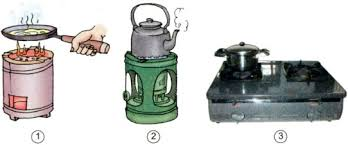 ① ② ③